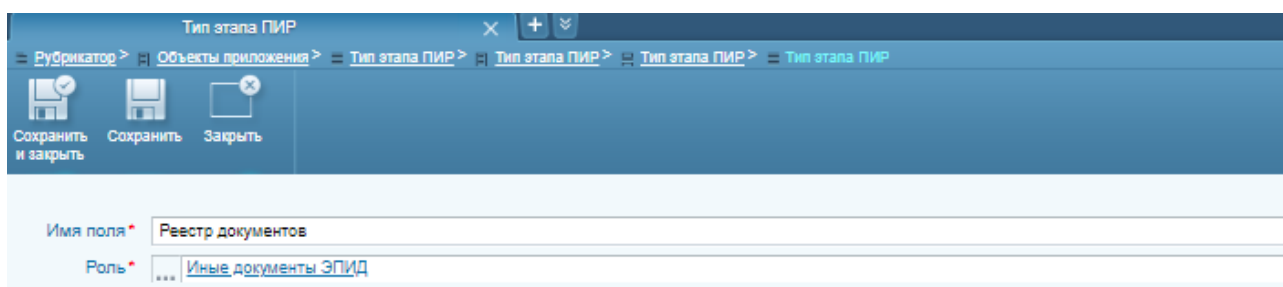 Тип этапа ПИР
Рубрикатор > Объекты приложения > Тип этапа ПИР > Тип этапа ПИР > Тип этапа ПИР > Тип этапа ПИР
Сохранить и закрыть
Сохранить
Закрыть
Имя поля* Реестр документов
Роль* ... Иные документы ЭПИД